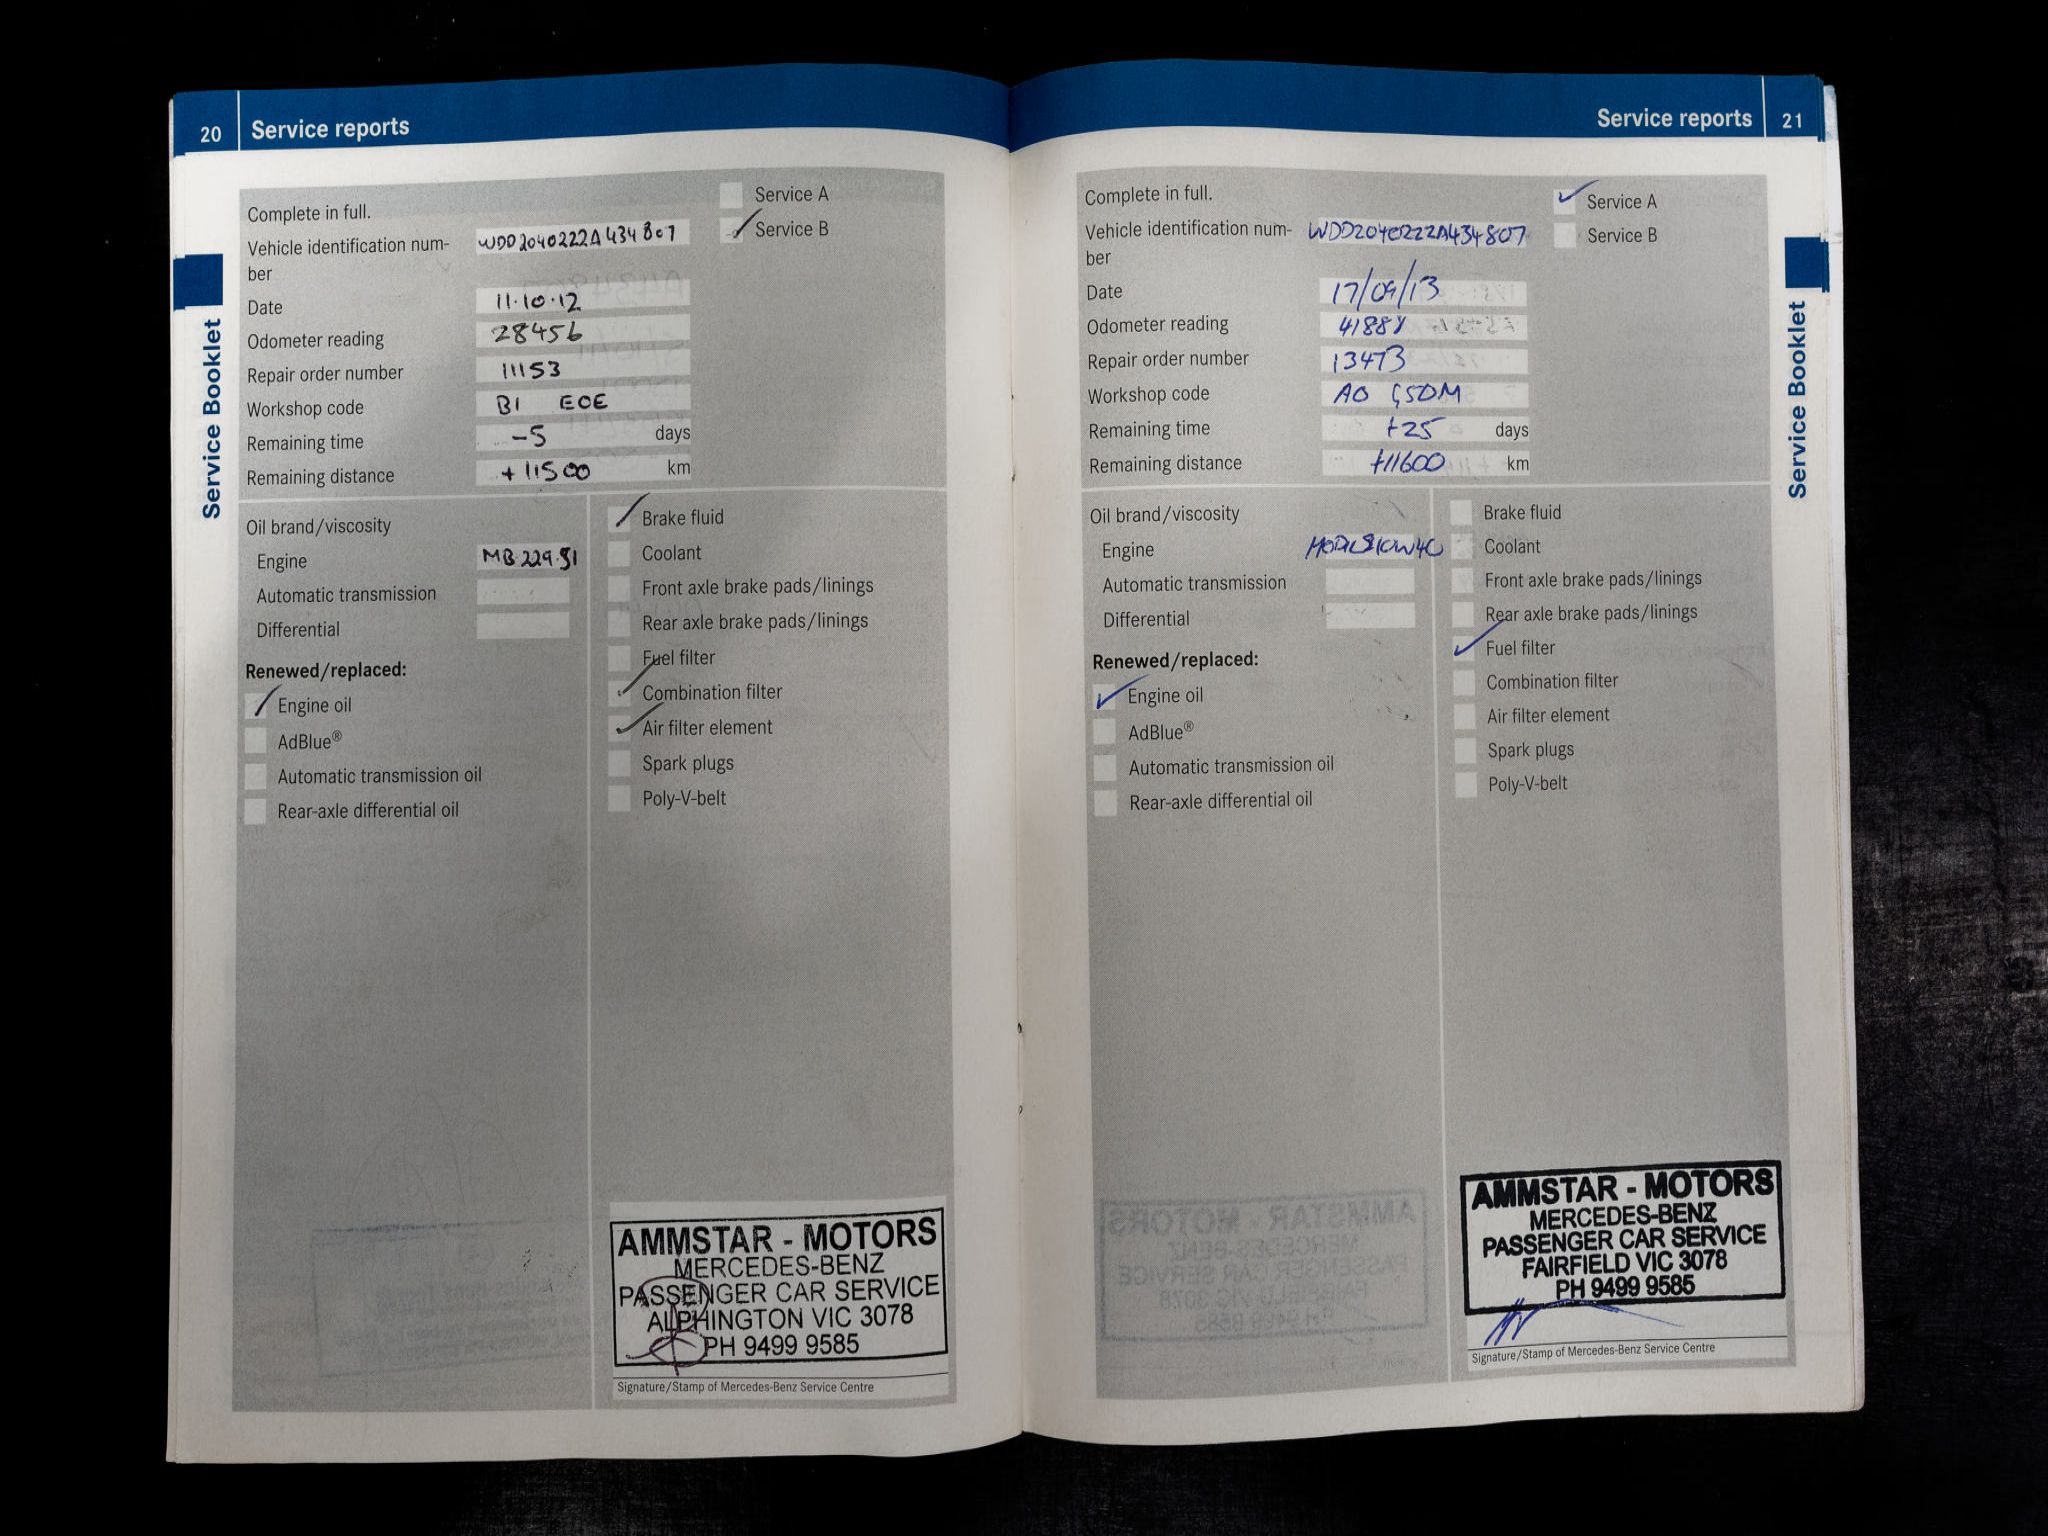 20 Service reports
Complete in full.
Service A
Service B
Vehicle identification num-
ber
WDD2040222A434807
Date 11.10.12
Odometer reading 28456
Repair order number 11153
Workshop code B1 EOE
Remaining time -5 days
Remaining distance +11500 km
Oil brand/viscosity
Engine MB 229.51
Automatic transmission
Differential
Renewed/replaced:
Engine oil
AdBlue®
Automatic transmission oil
Rear-axle differential oil
Brake fluid
Coolant
Front axle brake pads/linings
Rear axle brake pads/linings
Fuel filter
Combination filter
Air filter element
Spark plugs
Poly-V-belt
AMMSTAR - MOTORS
MERCEDES-BENZ
PASSENGER CAR SERVICE
ALPHINGTON VIC 3078
PH 9499 9585
Signature/Stamp of Mercedes-Benz Service Centre
Service Booklet
Service reports 21
Complete in full.
Service A
Service B
Vehicle identification num-
ber
WDD2040222A434807
Date 17/09/13
Odometer reading
Repair order number 13473
Workshop code A0
Remaining time +25 days
Remaining distance +11600 km
Oil brand/viscosity
Engine
Automatic transmission
Differential
Renewed/replaced:
Engine oil
AdBlue®
Automatic transmission oil
Rear-axle differential oil
Brake fluid
Coolant
Front axle brake pads/linings
Rear axle brake pads/linings
Fuel filter
Combination filter
Air filter element
Spark plugs
Poly-V-belt
AMMSTAR - MOTORS
MERCEDES-BENZ
PASSENGER CAR SERVICE
FAIRFIELD VIC 3078
PH 9499 9585
Signature/Stamp of Mercedes-Benz Service Centre
Service Booklet